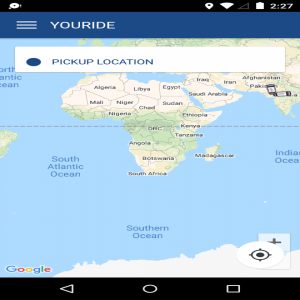 2:27
YOURIDE
PICKUP LOCATION
North
Atlantic
Ocean
Iraq
Iran
Afghanistan
Pakistan
Algeria
Libya
Egypt
Saudi Arabia
Mali
Niger
Sudan
Chad
Yemen
Nigeria
Ethiopia
DRC
Kenya
Angola
Botswana
Madagascar
South Africa
South
Atlantic
Ocean
Indian
Ocean
Southern
Ocean
Google